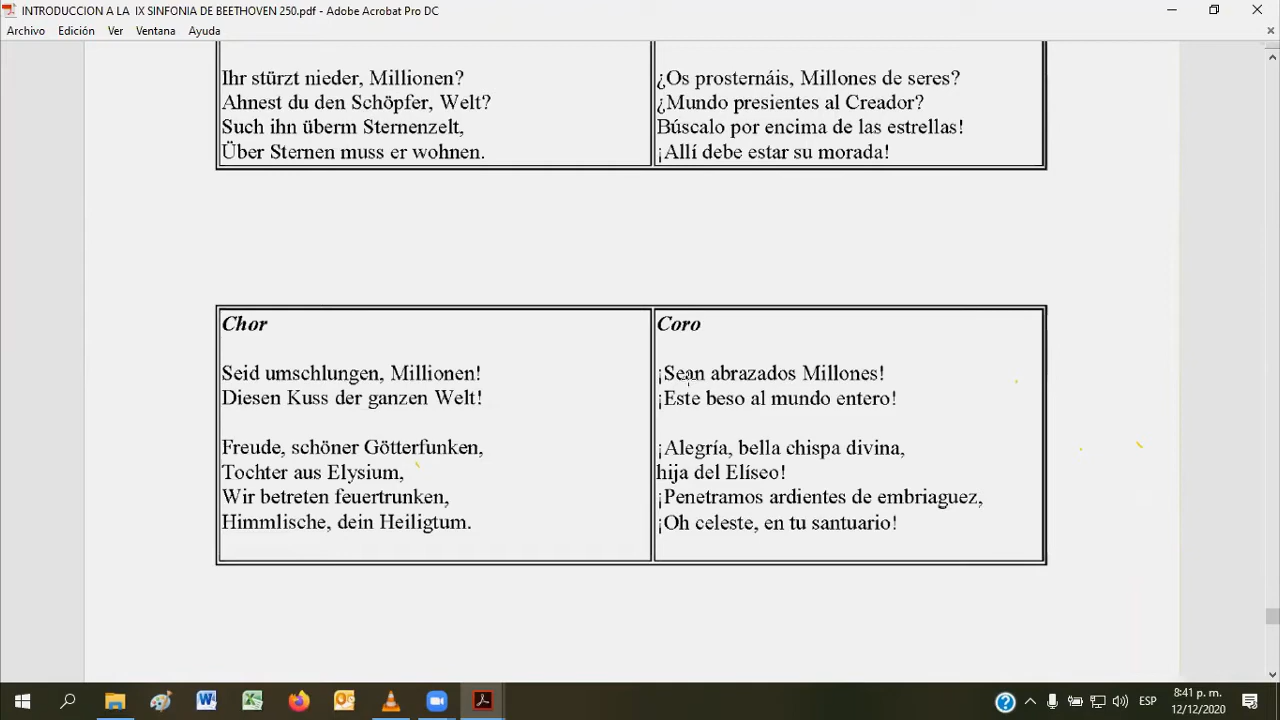 INTRODUCCION A LA IX SINFONIA DE BEETHOVEN 250.pdf - Adobe Acrobat Pro DC
Archivo Edición Ver Ventana Ayuda
Ihr stürzt nieder, Millionen?
Ahnest du den Schöpfer, Welt?
Such ihn überm Sternenzelt,
Über Sternen muss er wohnen.
¿Os prosternáis, Millones de seres?
¿Mundo presientes al Creador?
Búscalo por encima de las estrellas!
¡Allí debe estar su morada!
Chor
Seid umschlungen, Millionen!
Diesen Kuss der ganzen Welt!
Freude, schöner Götterfunken,
Tochter aus Elysium,
Wir betreten feuertrunken,
Himmlische, dein Heiligtum.
Coro
¡Sean abrazados Millones!
¡Este beso al mundo entero!
¡Alegría, bella chispa divina,
hija del Elíseo!
¡Penetramos ardientes de embriaguez,
¡Oh celeste, en tu santuario!
ESP
8:41 p. m.
12/12/2020